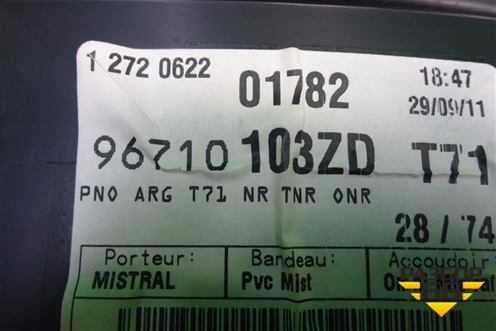 1 272 0622 01782 18:47
29/09/11
96710 103ZD T71
PNO ARG T71 NR TNR ONR
28 / 74
Porteur: Bandeau: Accoudoir
MISTRAL Pvc Mist